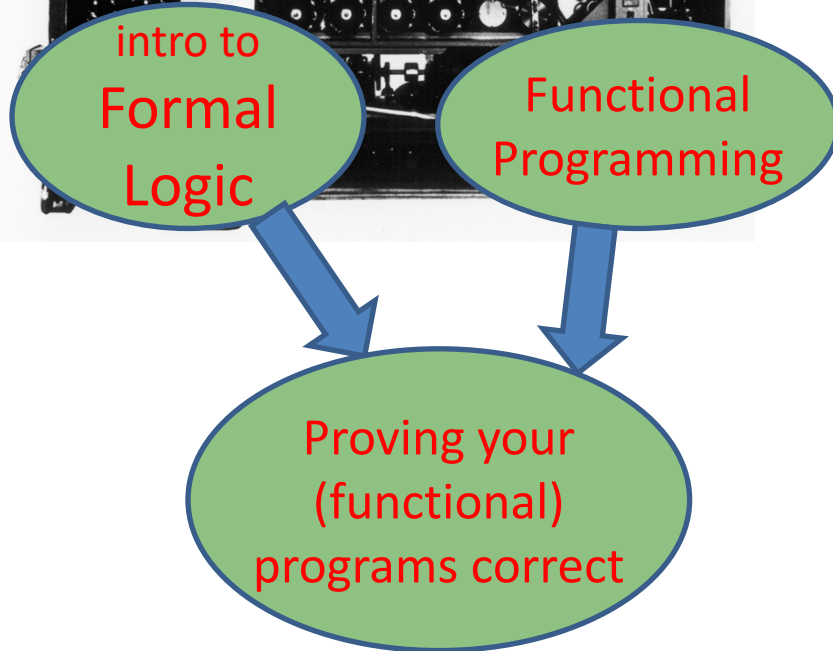 intro to
Formal
Logic
Functional
Programming
Proving your
(functional)
programs correct